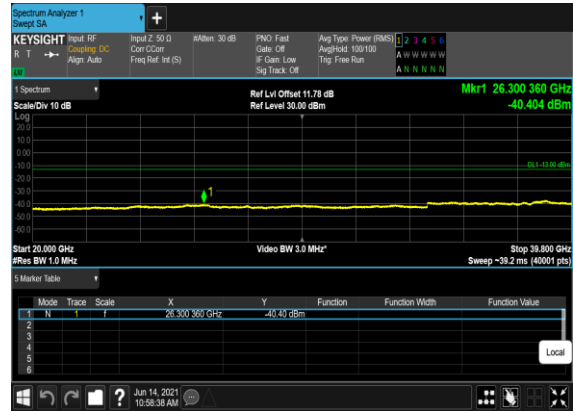 Spectrum Analyzer 1
Swept SA
+
KEYSIGHT Input: RF Input Z: 50 Ω #Atten: 30 dB PNO: Fast Avg Type: Power (RMS) 1 2 3 4 5 6
R T Coupling: DC Corr CCorr Gate: Off Avg|Hold: 100/100 A W W W W W
Align: Auto Freq Ref: Int (S) IF Gain: Low Trig: Free Run
LW Sig Track: Off A N N N N N
1 Spectrum Ref Lvl Offset 11.78 dB Mkr1 26.300 360 GHz
Scale/Div 10 dB Ref Level 30.00 dBm -40.404 dBm
Log
20.0
10.0
0.00
-10.0
DL1 -13.00 dBm
-20.0
-30.0
1
-40.0
-50.0
-60.0
Start 20.000 GHz Video BW 3.0 MHz* Stop 39.800 GHz
#Res BW 1.0 MHz Sweep ~39.2 ms (40001 pts)
5 Marker Table
Mode Trace Scale X Y Function Function Width Function Value
1 N 1 f 26.300 360 GHz -40.40 dBm
2
3
4
5
6
Local
? Jun 14, 2021
10:58:38 AM